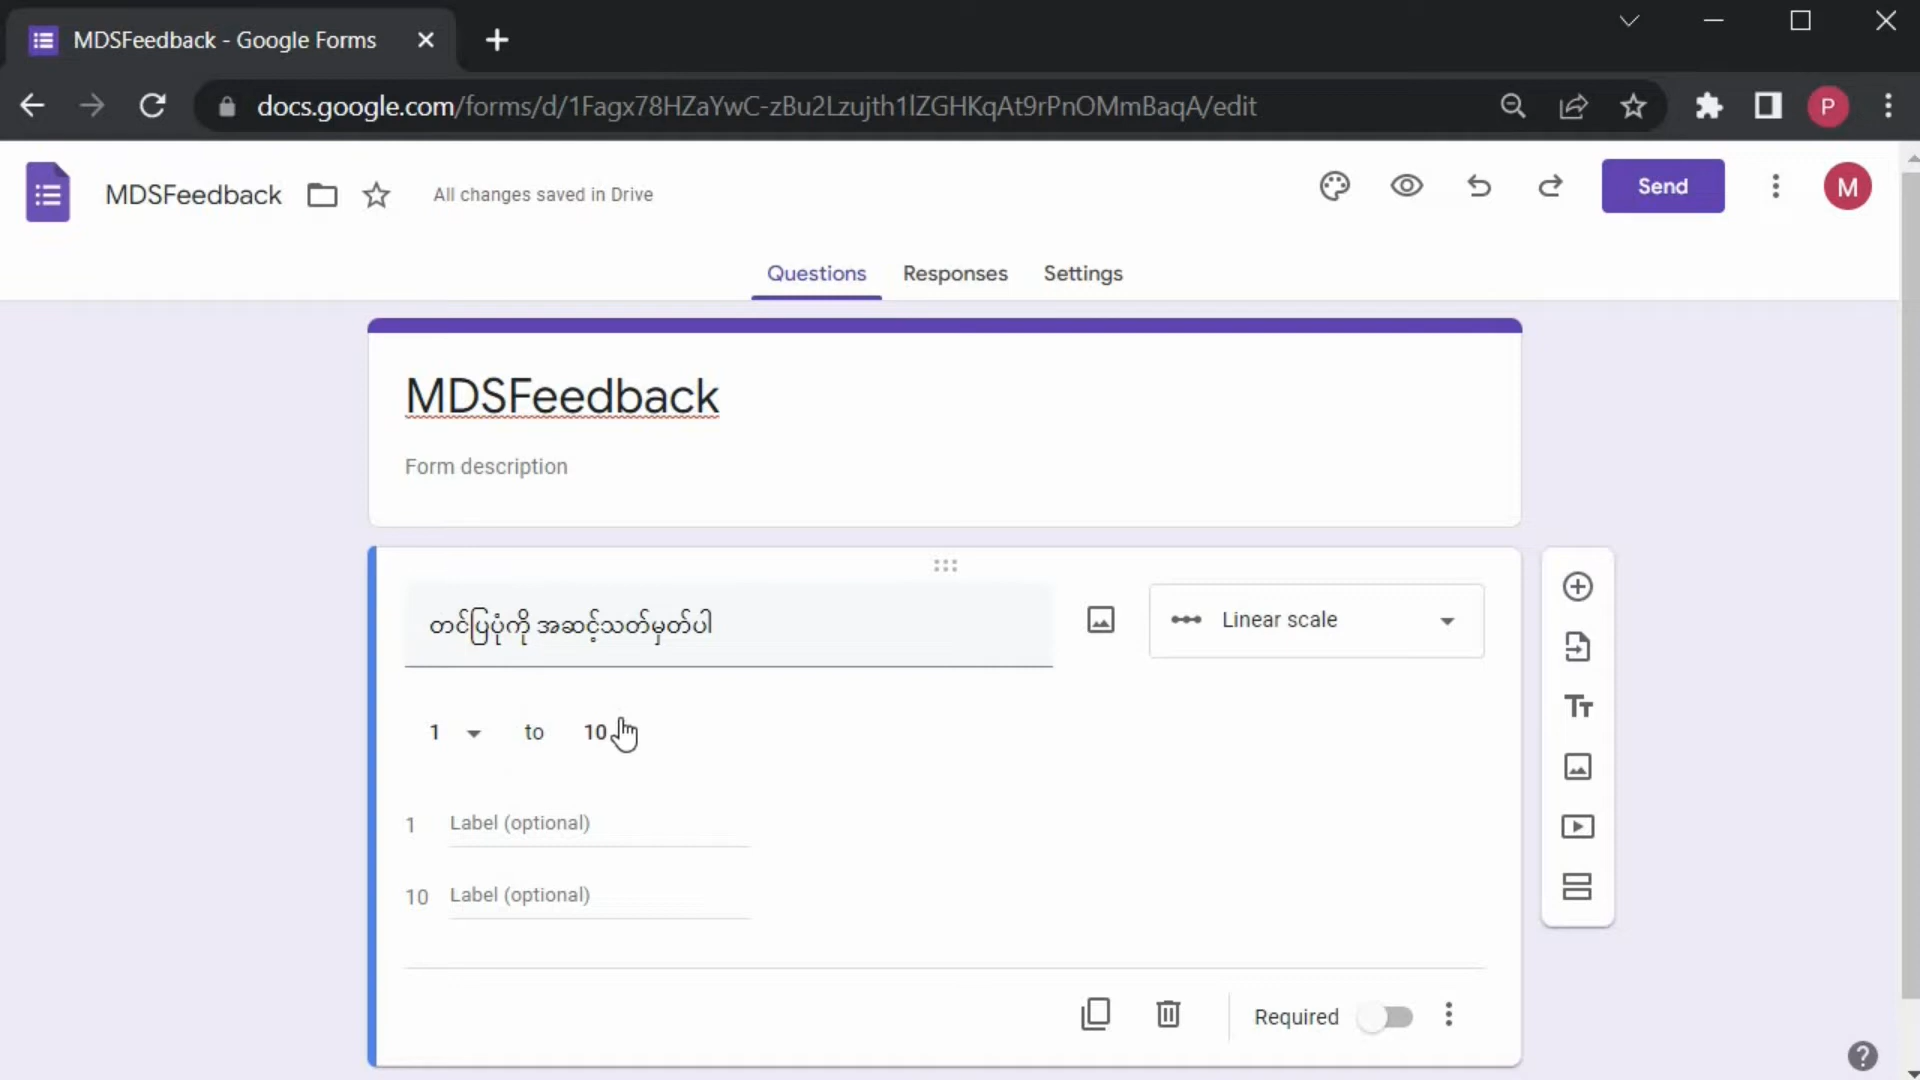 MDSFeedback - Google Forms
docs.google.com/forms/d/1Fagx78HZaYwC-zBu2Lzujth1lZGHKqAt9rPnOMmBaqA/edit
P
MDSFeedback
All changes saved in Drive
Send
M
Questions
Responses
Settings
MDSFeedback
Form description
တင်ပြပုံကို အဆင့်သတ်မှတ်ပါ
Linear scale
1 to 10
1 Label (optional)
10 Label (optional)
Required